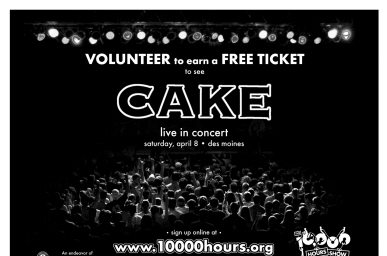 VOLUNTEER to earn a FREE TICKET
to see
CAKE
live in concert
saturday, april 8 • des moines
• sign up online at •
www.10000hours.org
An endeavor of
10,000
HOURS SHOW